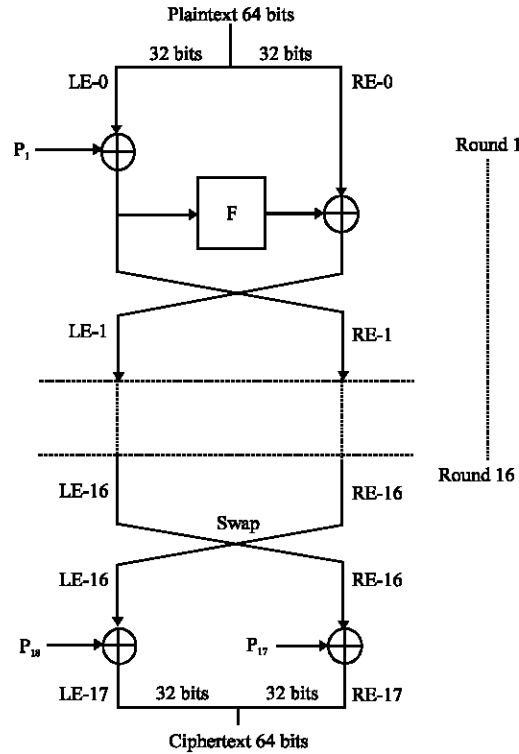 Plaintext 64 bits
32 bits 32 bits
LE-0 RE-0
P₁
Round 1
F
LE-1 RE-1
LE-16 RE-16
Round 16
Swap
LE-16 RE-16
P₁₈ P₁₇
LE-17 32 bits 32 bits RE-17
Ciphertext 64 bits